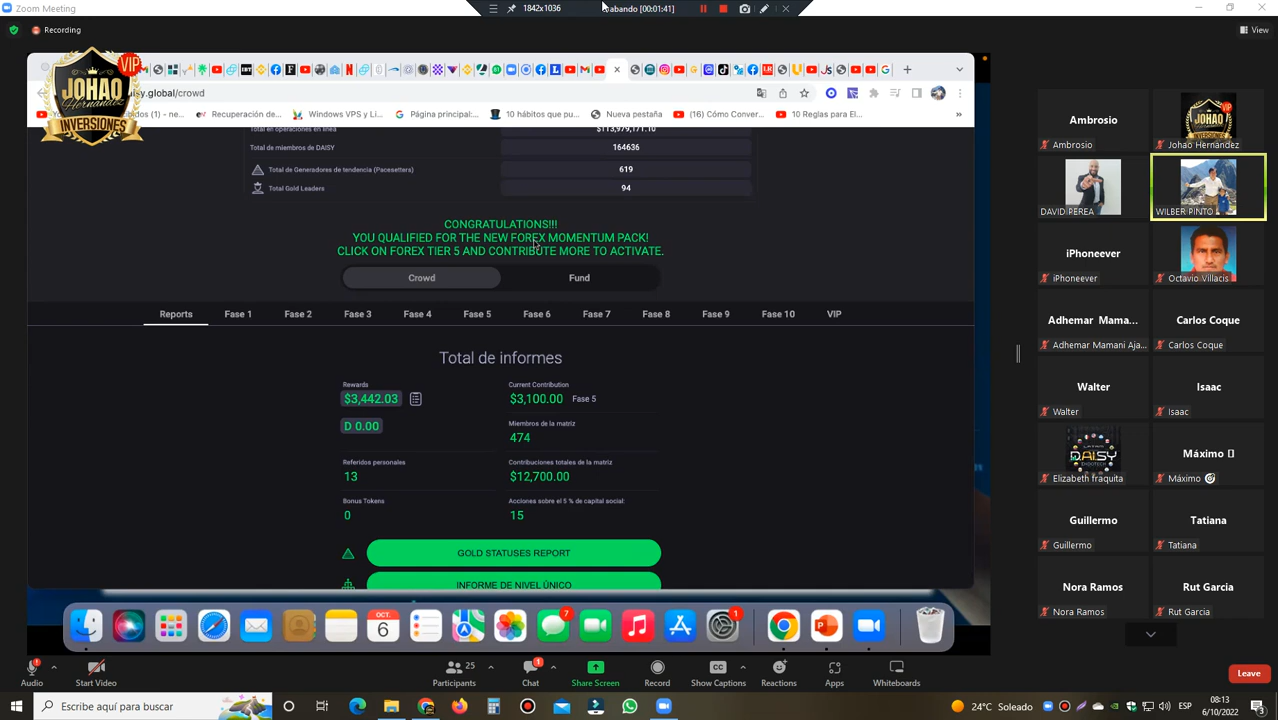 Zoom Meeting
1842x1036
rabando [00:01:41]
Recording
View
JOHAO
Hernández
INVERSIONES
VIP
isy.global/crowd
bidos (1) - ne...
Recuperación de...
Windows VPS y Li...
Página principal:...
10 hábitos que pu...
Nueva pestaña
(16) Cómo Conver...
10 Reglas para El...
»
Total en operaciones en línea
$113,979,171.10
Total de miembros de DAISY
164636
Total de Generadores de tendencia (Pacesetters)
619
Total Gold Leaders
94
CONGRATULATIONS!!!
YOU QUALIFIED FOR THE NEW FOREX MOMENTUM PACK!
CLICK ON FOREX TIER 5 AND CONTRIBUTE MORE TO ACTIVATE.
Crowd Fund
Reports Fase 1 Fase 2 Fase 3 Fase 4 Fase 5 Fase 6 Fase 7 Fase 8 Fase 9 Fase 10 VIP
Total de informes
Rewards
$3,442.03
D 0.00
Current Contribution
$3,100.00 Fase 5
Miembros de la matriz
474
Referidos personales
13
Contribuciones totales de la matriz
$12,700.00
Bonus Tokens
0
Acciones sobre el 5 % de capital social:
15
GOLD STATUSES REPORT
INFORME DE NIVEL ÚNICO
OCT.
6
7
1
Ambrosio
Ambrosio
Johao Hernández
DAVID PEREA
WILBER PINTO
iPhoneever
iPhoneever
Octavio Villacis
Adhemar Mama...
Adhemar Mamani Aja...
Carlos Coque
Carlos Coque
Walter
Walter
Isaac
Isaac
DAISY
Elizabeth fraquita
Máximo
Máximo
Guillermo
Guillermo
Tatiana
Tatiana
Nora Ramos
Nora Ramos
Rut Garcia
Rut Garcia
Audio
Start Video
25
Participants
1
Chat
Share Screen
Record
CC
Show Captions
Reactions
Apps
Whiteboards
Leave
Escribe aquí para buscar
24°C Soleado
ESP
08:13
6/10/2022
3